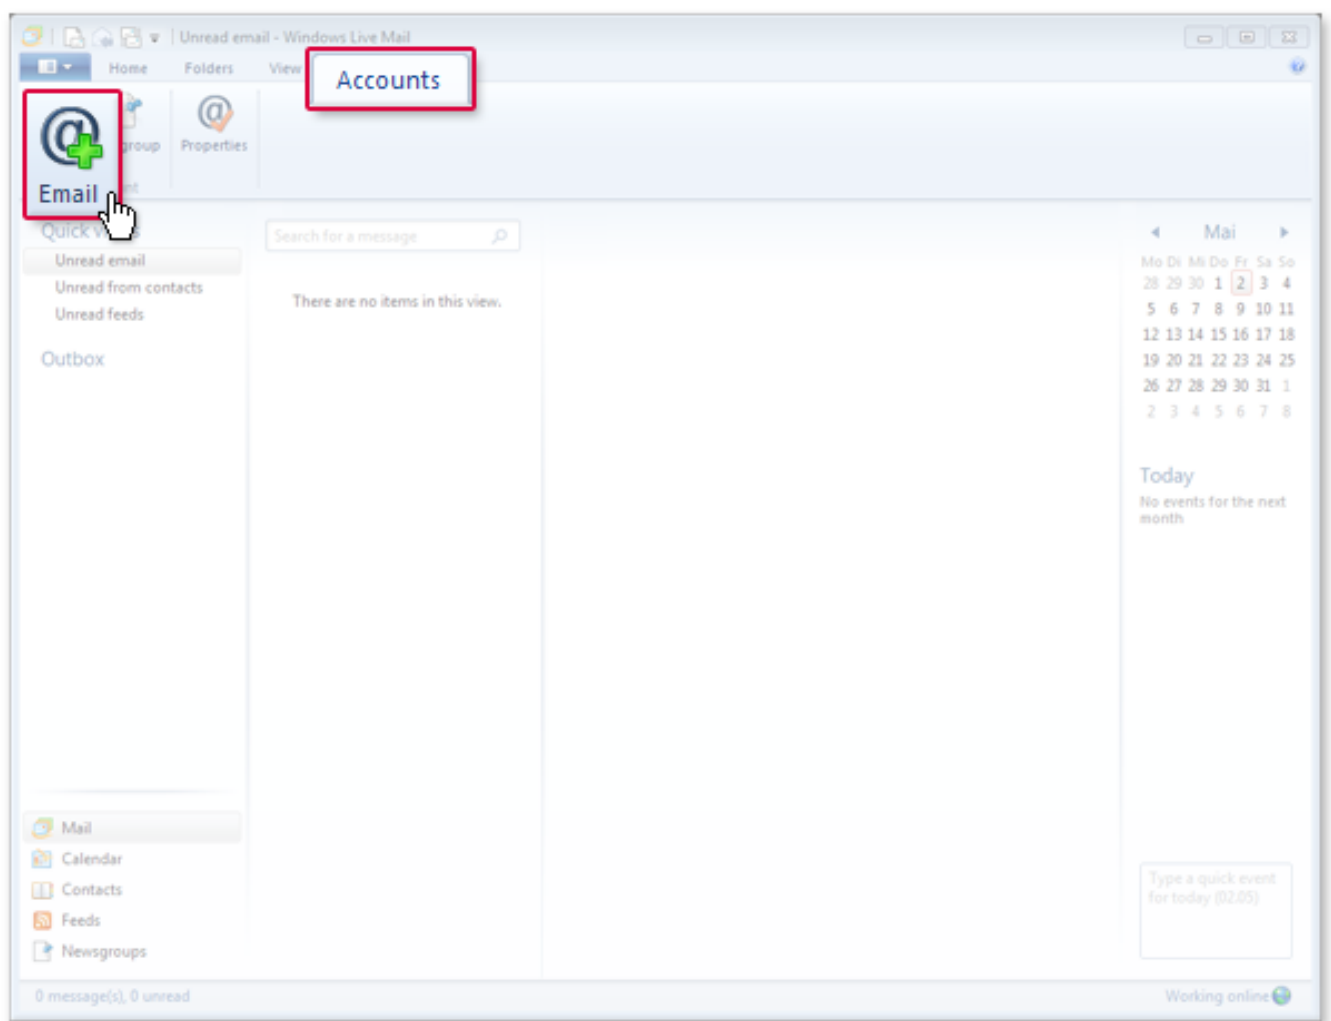 Unread email - Windows Live Mail
Home Folders View Accounts
Email group Properties
Quick
Unread email
Unread from contacts
Unread feeds
Outbox
Search for a message
There are no items in this view.
Mai
Mo Di Mi Do Fr Sa So
28 29 30 1 2 3 4
5 6 7 8 9 10 11
12 13 14 15 16 17 18
19 20 21 22 23 24 25
26 27 28 29 30 31 1
2 3 4 5 6 7 8
Today
No events for the next
month
Type a quick event
for today (02.05)
Mail
Calendar
Contacts
Feeds
Newsgroups
0 message(s), 0 unread
Working online